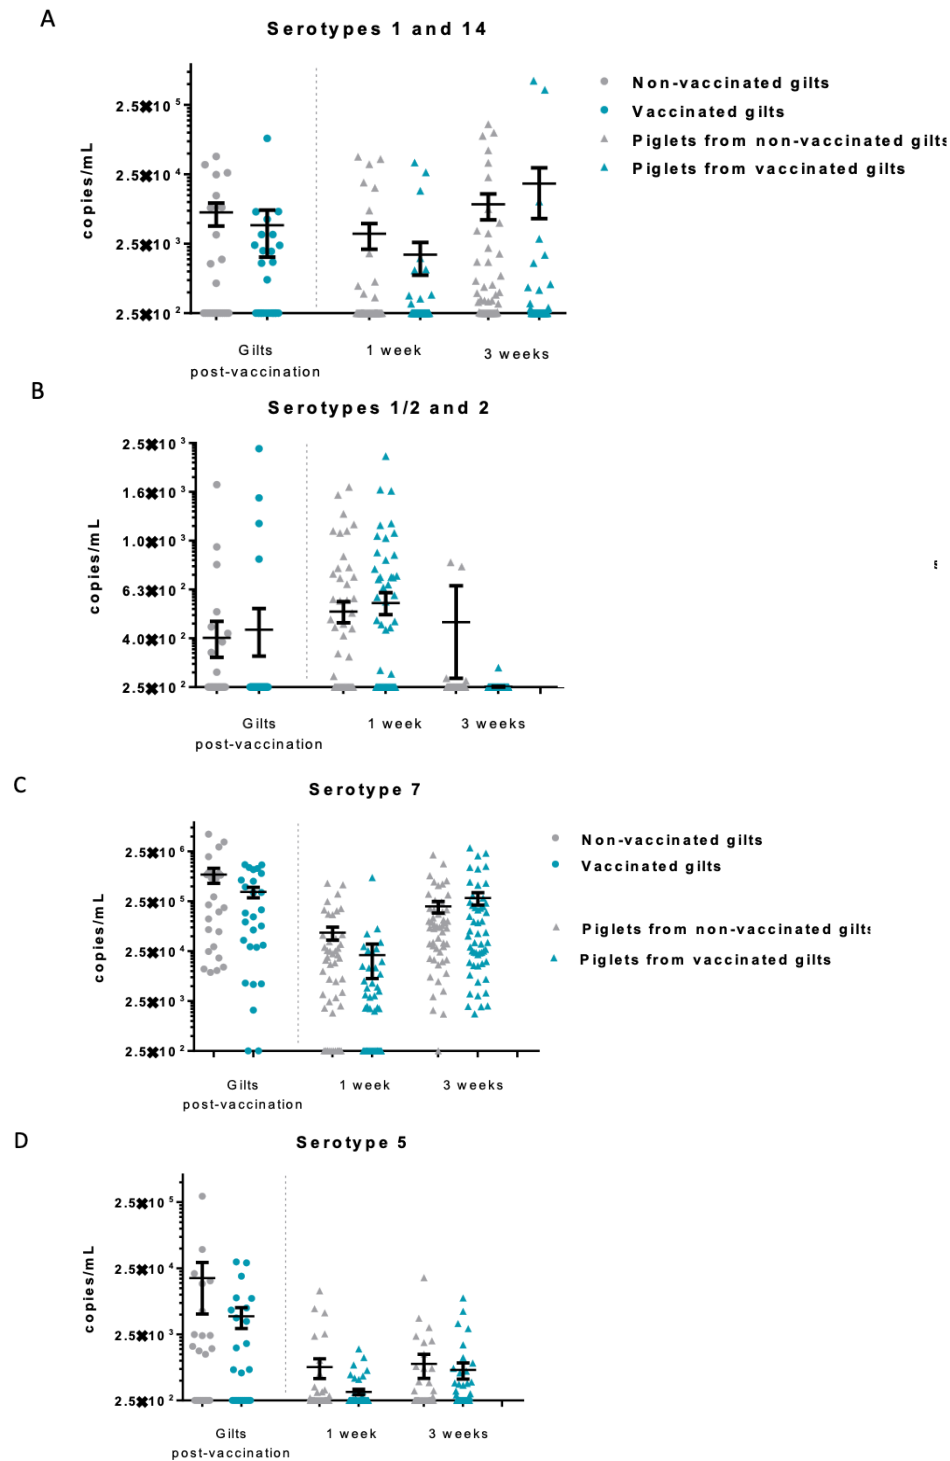 A
Serotypes 1 and 14
copies/mL
2.5✖10 5
2.5✖10 4
2.5✖10 3
2.5✖10 2
Gilts
post-vaccination
1 week
3 weeks
Non-vaccinated gilts
Vaccinated gilts
Piglets from non-vaccinated gilts
Piglets from vaccinated gilts
B
Serotypes 1/2 and 2
copies/mL
2.5✖10 3
1.6✖10 3
1.0✖10 3
6.3✖10 2
4.0✖10 2
2.5✖10 2
Gilts
post-vaccination
1 week
3 weeks
s
C
Serotype 7
copies/mL
2.5✖10 6
2.5✖10 5
2.5✖10 4
2.5✖10 3
2.5✖10 2
Gilts
post-vaccination
1 week
3 weeks
Non-vaccinated gilts
Vaccinated gilts
Piglets from non-vaccinated gilts
Piglets from vaccinated gilts
D
Serotype 5
copies/mL
2.5✖10 5
2.5✖10 4
2.5✖10 3
2.5✖10 2
Gilts
post-vaccination
1 week
3 weeks